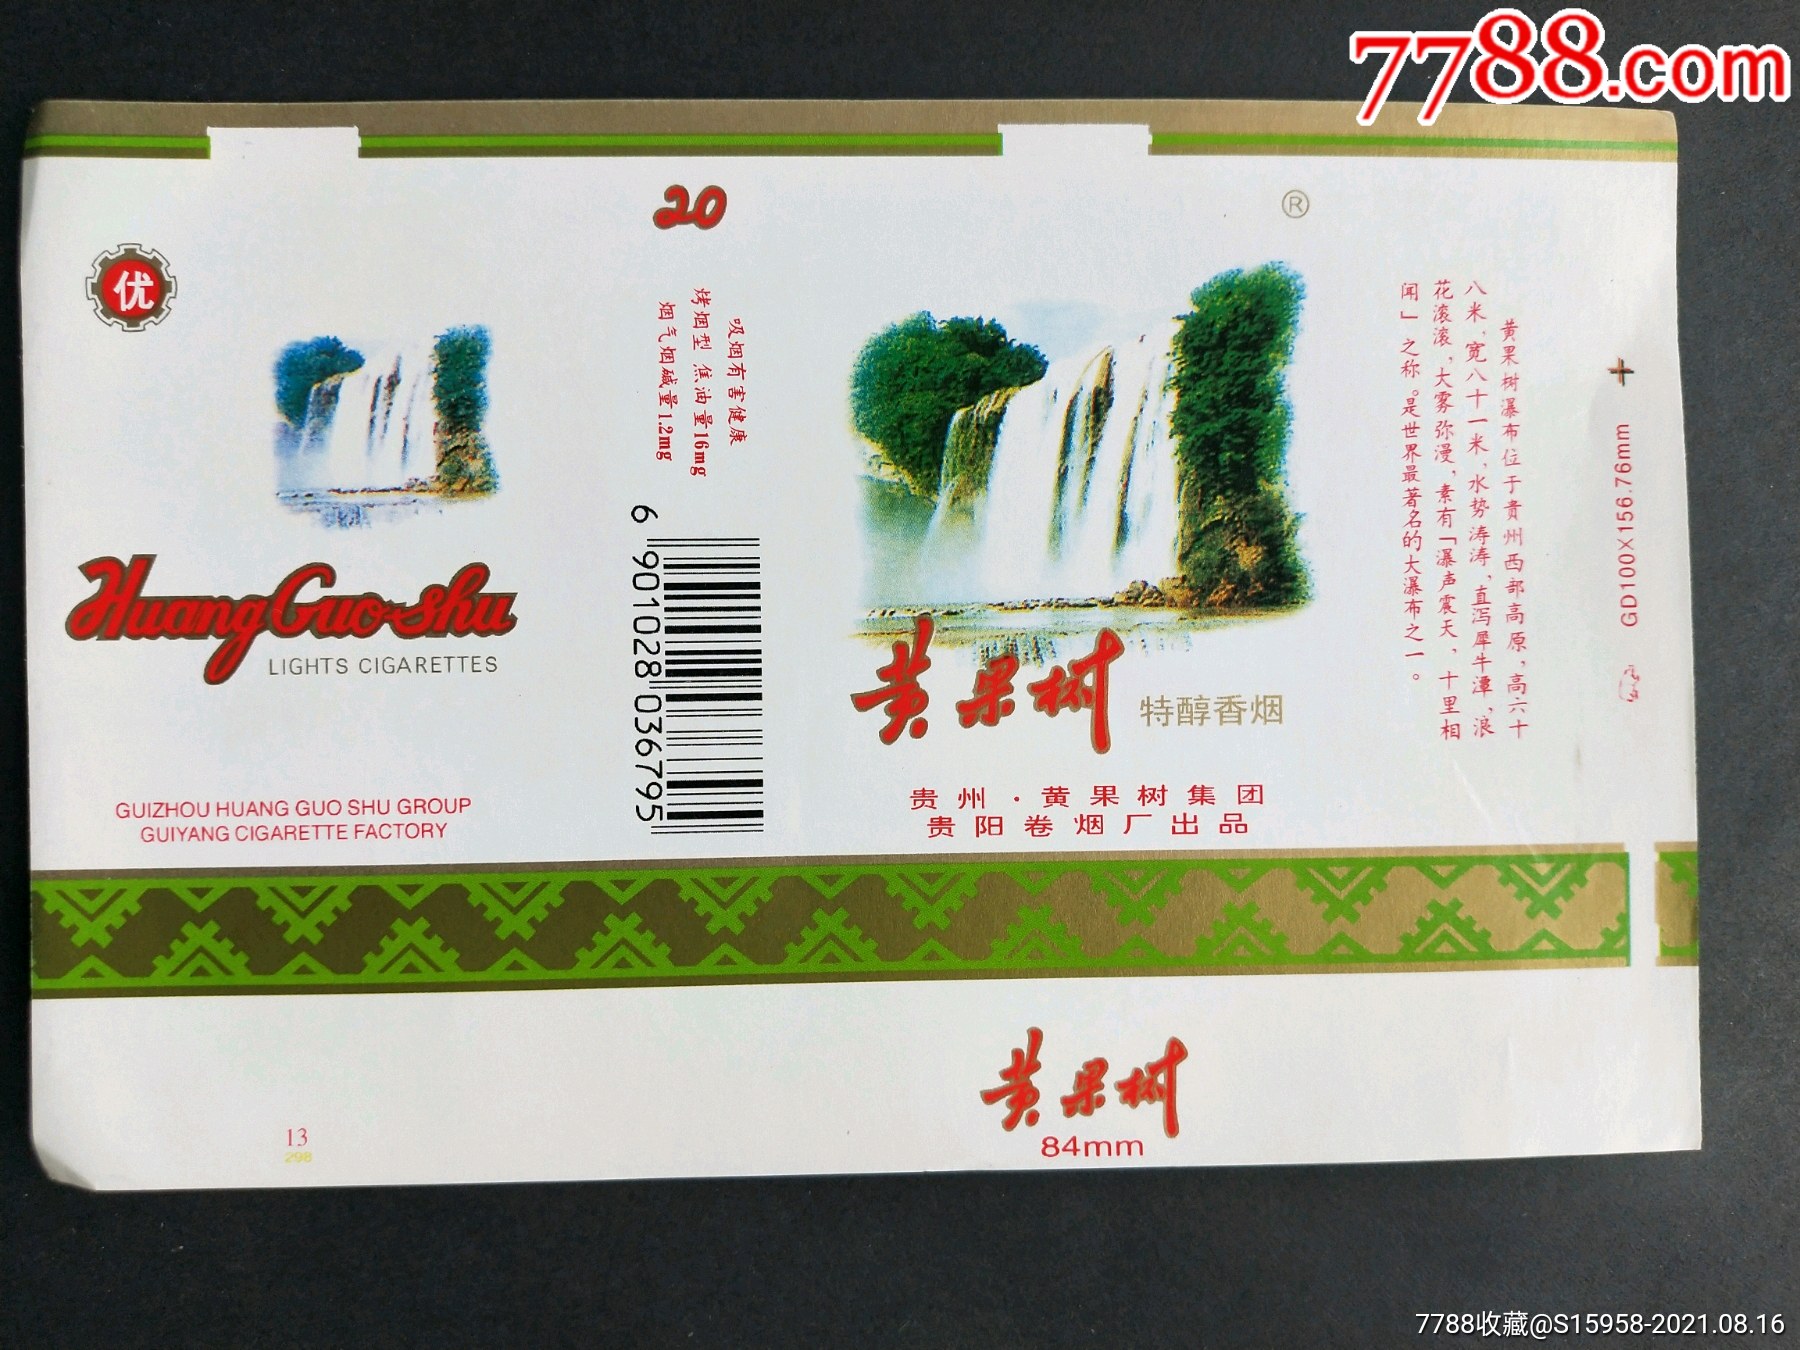 7788.com
优
20
®
吸烟有害健康
烤烟型 焦油量16mg
烟气烟碱量1.2mg
6 901028 036795
Huang Guo-shu
LIGHTS CIGARETTES
GUIZHOU HUANG GUO SHU GROUP
GUIYANG CIGARETTE FACTORY
黄果树
特醇香烟
贵州·黄果树集团
贵阳卷烟厂出品
黄果树瀑布位于贵州西部高原,高六十
八米,宽八十一米,水势涛涛,直泻犀牛潭,浪
花滚滚,大雾弥漫,素有「瀑声震天,十里相
闻」之称。是世界最著名的大瀑布之一。
GD100X156.76mm
黄果树
84mm
13
298
7788收藏@S15958-2021.08.16